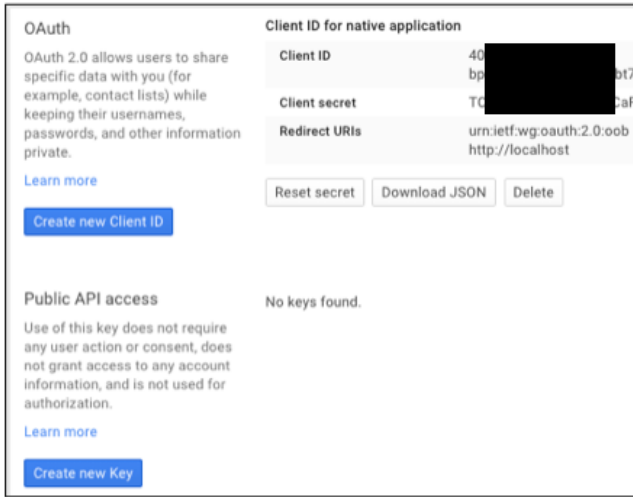 OAuth
OAuth 2.0 allows users to share
specific data with you (for
example, contact lists) while
keeping their usernames,
passwords, and other information
private.
Learn more
Create new Client ID
Client ID for native application
Client ID
40
bp bt7
Client secret
TC CaF
Redirect URIs
urn:ietf:wg:oauth:2.0:oob
http://localhost
Reset secret
Download JSON
Delete
Public API access
Use of this key does not require
any user action or consent, does
not grant access to any account
information, and is not used for
authorization.
Learn more
Create new Key
No keys found.